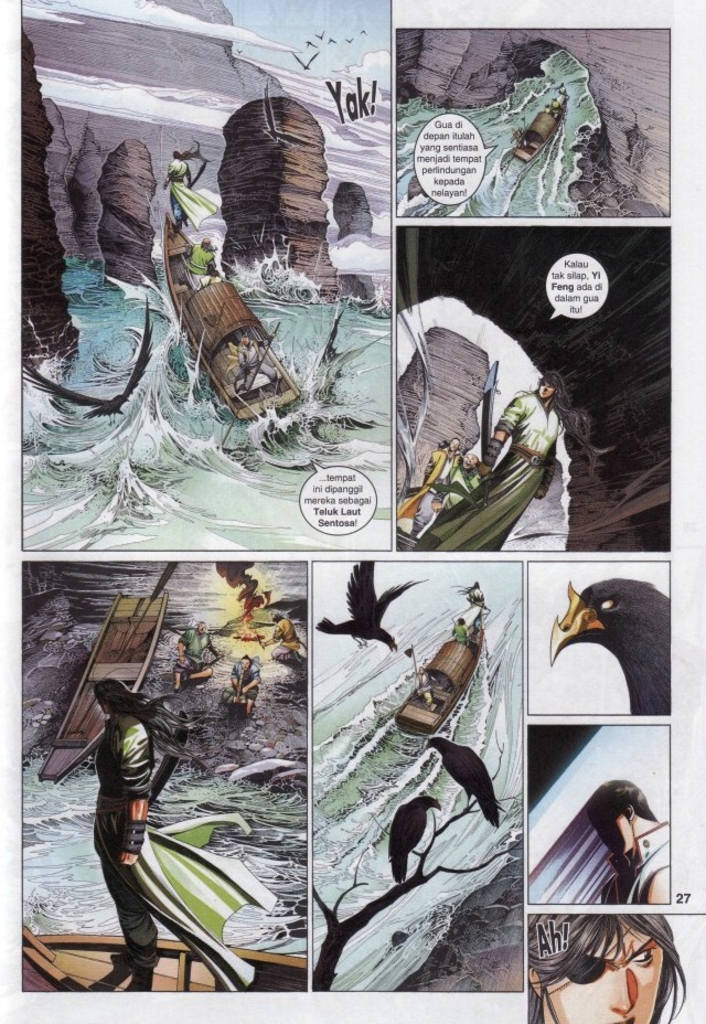 Yak!
...tempat
ini dipanggil
mereka sebagai
Teluk Laut
Sentosa!
Gua di
depan itulah
yang sentiasa
menjadi tempat
perlindungan
kepada
nelayan!
Kalau
tak silap, Yi
Feng ada di
dalam gua
itu!
27
Ah!